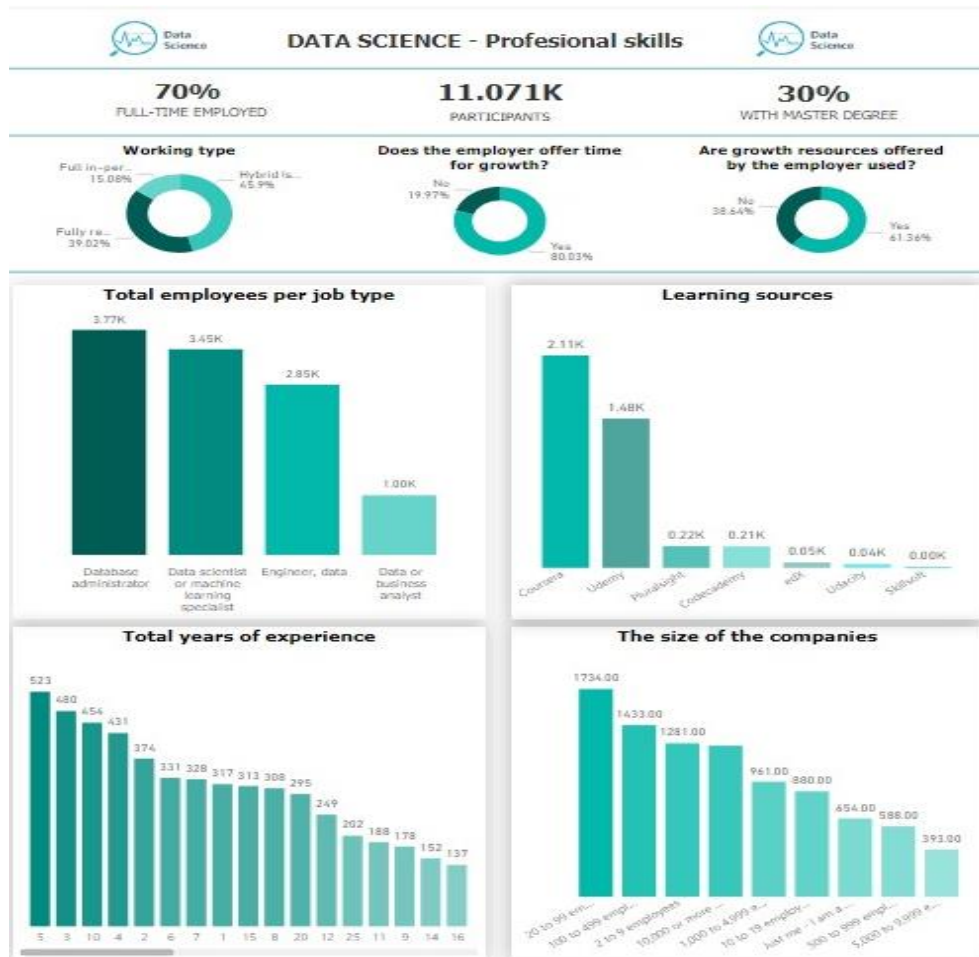 Data
Science
DATA SCIENCE - Profesional skills
Data
Science
70%
FULL-TIME EMPLOYED
11.071K
PARTICIPANTS
30%
WITH MASTER DEGREE
Working type
Full in-per...
15.08%
Hybrid (s...
45.9%
Fully re...
39.02%
Does the employer offer time
for growth?
No
19.97%
Yes
80.03%
Are growth resources offered
by the employer used?
No
38.64%
Yes
61.36%
Total employees per job type
3.77K
3.45K
2.85K
1.00K
Database
administrator
Data scientist
or machine
learning
specialist
Engineer, data
Data or
business
analyst
Learning sources
2.11K
1.48K
0.22K
0.21K
0.05K
0.04K
0.00K
Coursera
Udemy
Pluralsight
Codecademy
edX
Udacity
Skillsoft
Total years of experience
523
480
454
431
374
331
328
317
313
308
295
249
202
188
178
152
137
5 3 10 4 2 6 7 1 15 8 20 12 25 11 9 14 16
The size of the companies
1734.00
1433.00
1281.00
961.00
880.00
654.00
588.00
393.00
20 to 99 em...
100 to 499 empl...
2 to 9 employees
10,000 or more ...
1,000 to 4,999 e...
10 to 19 employ...
Just me - I am a...
500 to 999 empl...
5,000 to 9,999 e...